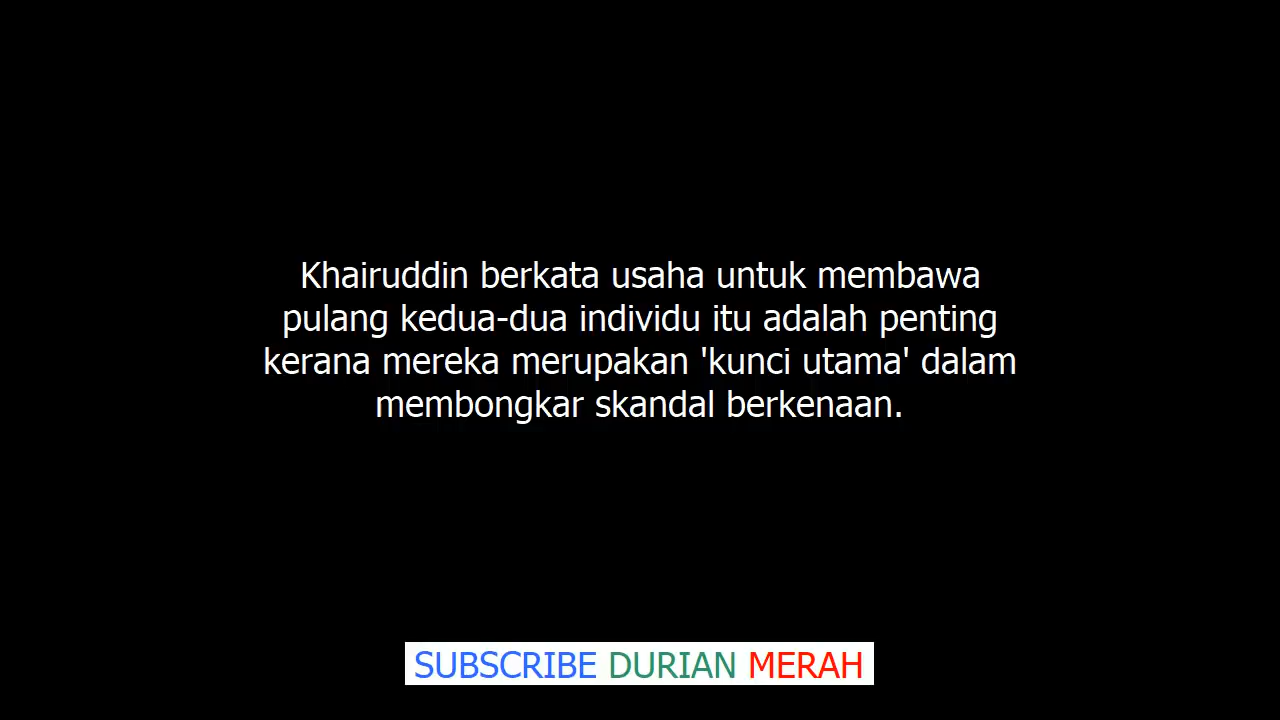 Khairuddin berkata usaha untuk membawa
pulang kedua-dua individu itu adalah penting
kerana mereka merupakan 'kunci utama' dalam
membongkar skandal berkenaan.
SUBSCRIBE DURIAN MERAH